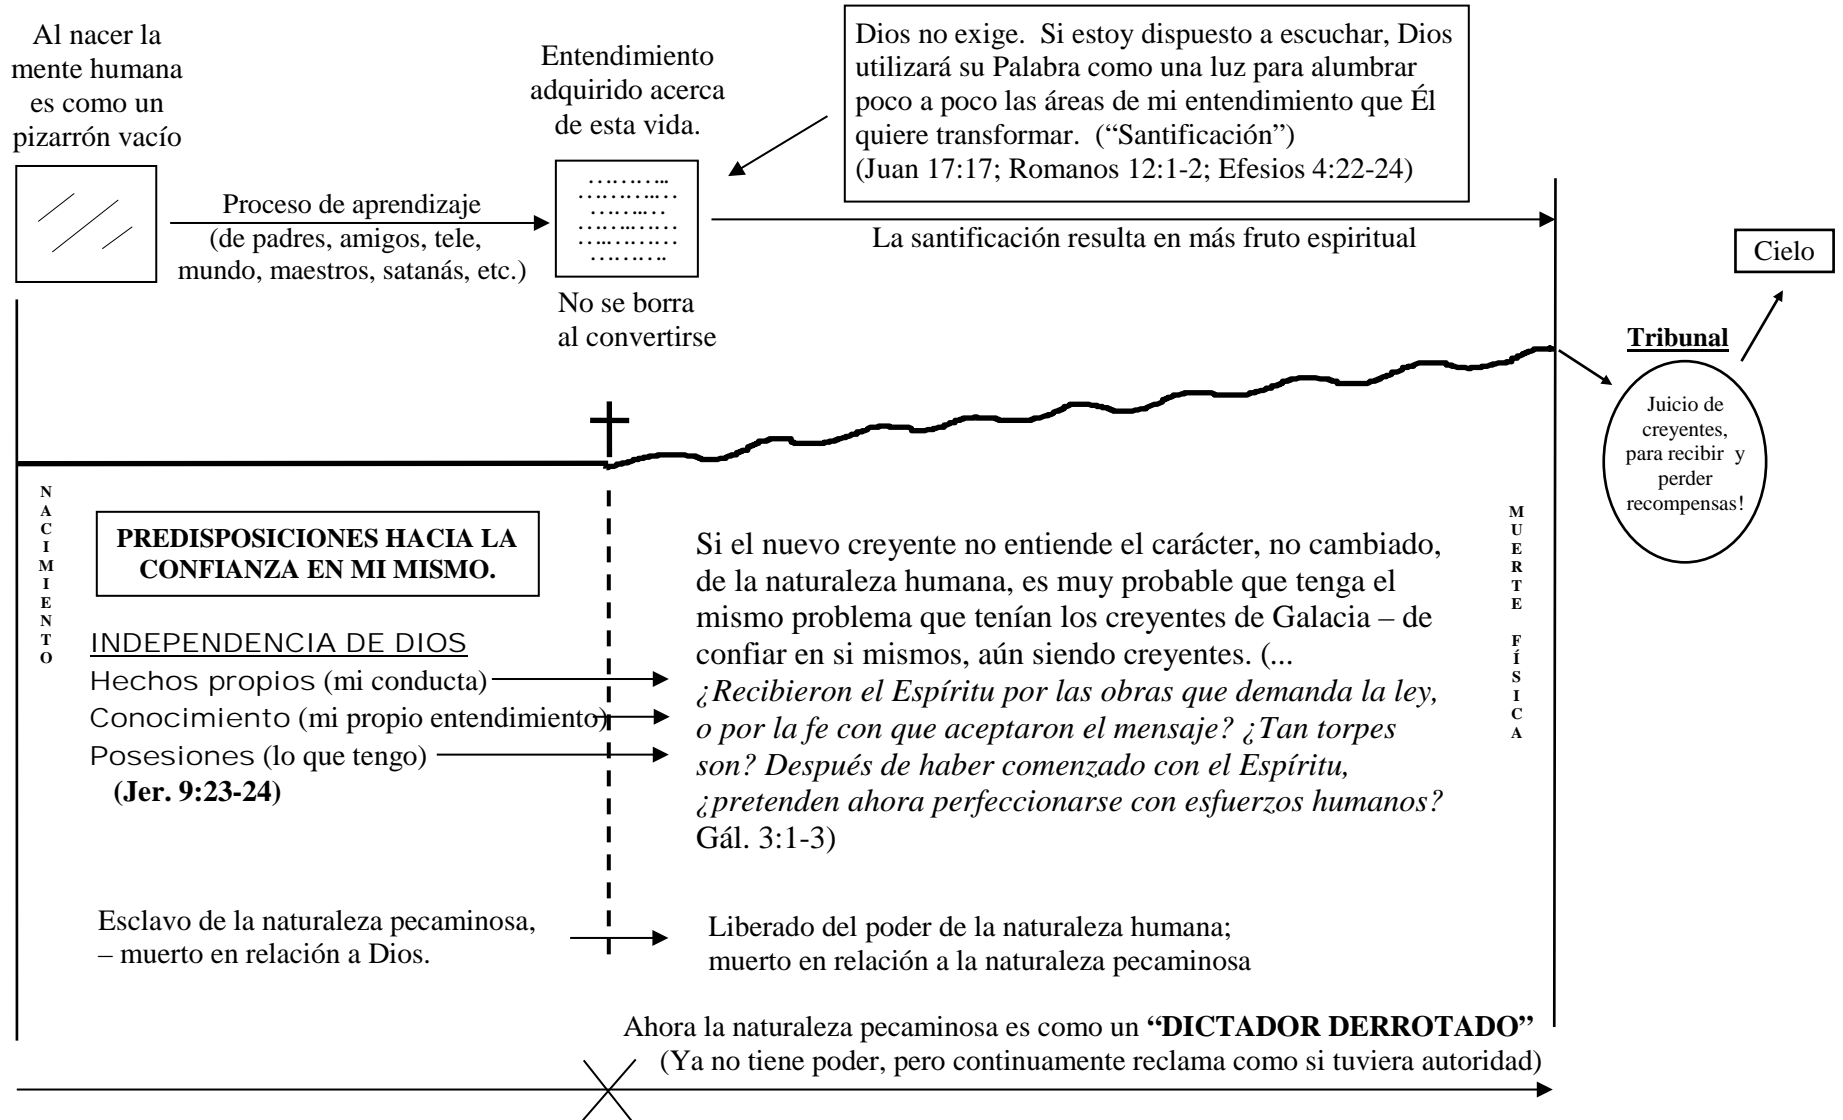 Al nacer la
mente humana
es como un
pizarrón vacío
Proceso de aprendizaje
(de padres, amigos, tele,
mundo, maestros, satanás, etc.)
Entendimiento
adquirido acerca
de esta vida.
No se borra
al convertirse
Dios no exige.  Si estoy dispuesto a escuchar, Dios
utilizará su Palabra como una luz para alumbrar
poco a poco las áreas de mi entendimiento que Él
quiere transformar.  (“Santificación”)
(Juan 17:17; Romanos 12:1-2; Efesios 4:22-24)
La santificación resulta en más fruto espiritual
Cielo
Tribunal
Juicio de
creyentes,
para recibir  y
perder
recompensas!
NACIMIENTO
PREDISPOSICIONES HACIA LA
CONFIANZA EN MI MISMO.
INDEPENDENCIA DE DIOS
Hechos propios (mi conducta)
Conocimiento (mi propio entendimiento)
Posesiones (lo que tengo)
(Jer. 9:23-24)
Si el nuevo creyente no entiende el carácter, no cambiado,
de la naturaleza humana, es muy probable que tenga el
mismo problema que tenían los creyentes de Galacia – de
confiar en si mismos, aún siendo creyentes. (...
¿Recibieron el Espíritu por las obras que demanda la ley,
o por la fe con que aceptaron el mensaje? ¿Tan torpes
son? Después de haber comenzado con el Espíritu,
¿pretenden ahora perfeccionarse con esfuerzos humanos?
Gál. 3:1-3)
MUERTE FÍSICA
Esclavo de la naturaleza pecaminosa,
– muerto en relación a Dios.
Liberado del poder de la naturaleza humana;
muerto en relación a la naturaleza pecaminosa
Ahora la naturaleza pecaminosa es como un “DICTADOR DERROTADO”
(Ya no tiene poder, pero continuamente reclama como si tuviera autoridad)